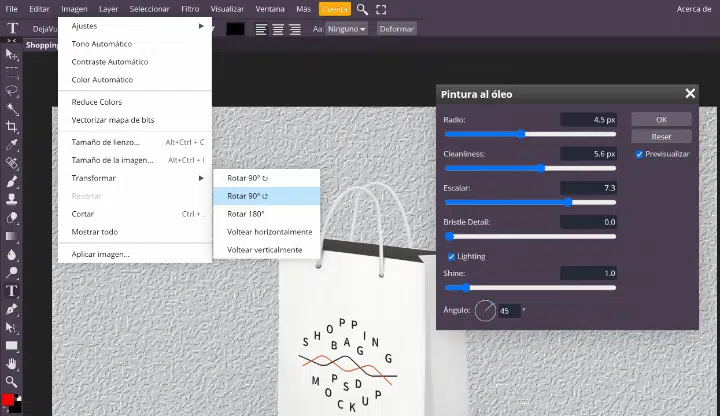 File Editar Imagen Layer Seleccionar Filtro Visualizar Ventana Más Cuenta Acerca de
T DejaVu Aa: Ninguno Deformar
Shopping
Ajustes
Tono Automático
Contraste Automático
Color Automático
Reduce Colors
Vectorizar mapa de bits
Tamaño de lienzo... Alt+Ctrl + C
Tamaño de la imagen... Alt+Ctrl + I
Transformar
Recortar
Cortar Ctrl + .
Mostrar todo
Aplicar imagen...
Rotar 90° ↻
Rotar 90° ↺
Rotar 180°
Voltear horizontalmente
Voltear verticalmente
Pintura al óleo
Radio: 4.5 px
Cleanliness: 5.6 px
Escalar: 7.3
Bristle Detail: 0.0
Lighting
Shine: 1.0
Ángulo: 45 °
OK
Reset
Previsualizar
SHOPPING
BAG
PSD
MOCKUP